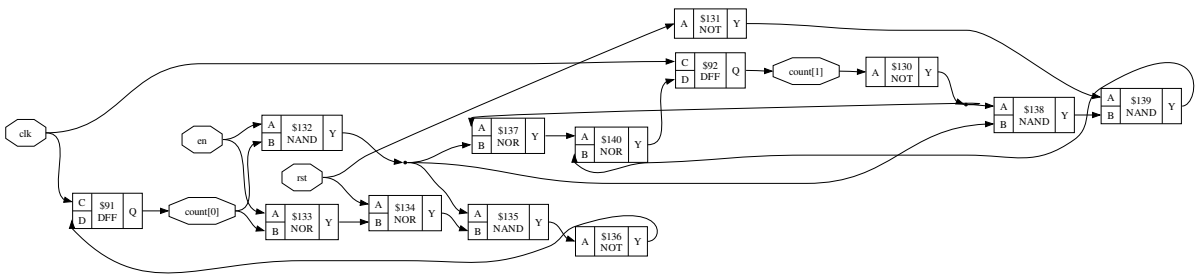 A
$131
NOT
Y
C
D
$92
DFF
Q
count[1]
A
$130
NOT
Y
A
B
$139
NAND
Y
A
B
$138
NAND
Y
clk
en
A
B
$132
NAND
Y
A
B
$137
NOR
Y
A
B
$140
NOR
Y
rst
C
D
$91
DFF
Q
count[0]
A
B
$133
NOR
Y
A
B
$134
NOR
Y
A
B
$135
NAND
Y
A
$136
NOT
Y